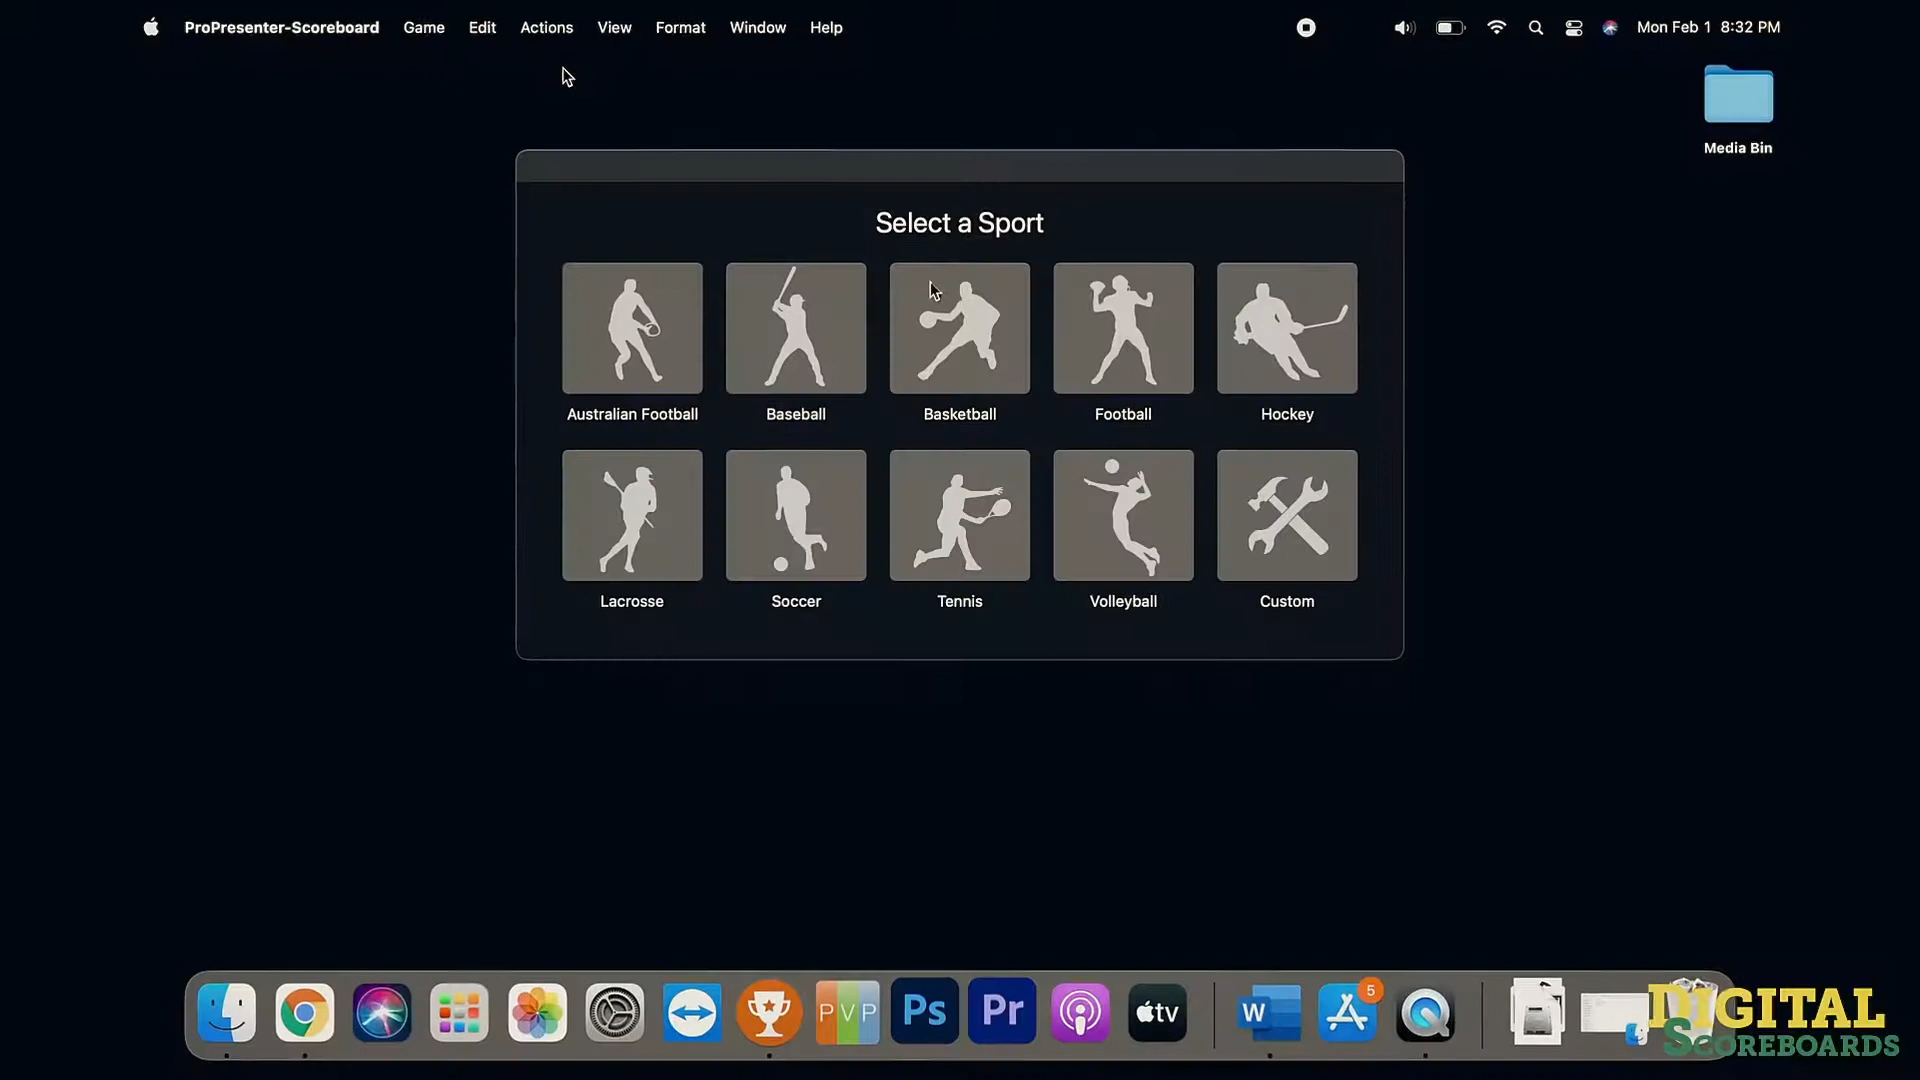 ProPresenter-Scoreboard Game Edit Actions View Format Window Help Mon Feb 1 8:32 PM
Media Bin
Select a Sport
Australian Football Baseball Basketball Football Hockey
Lacrosse Soccer Tennis Volleyball Custom
PVP Ps Pr tv W 5
DIGITAL
SCOREBOARDS